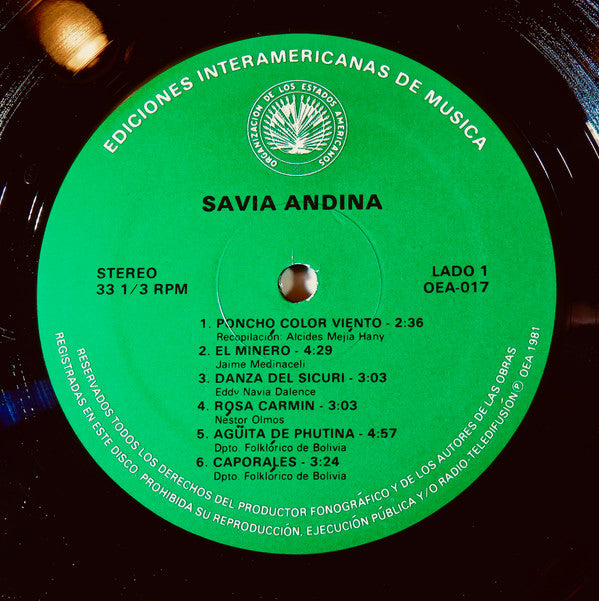 EDICIONES INTERAMERICANAS DE MUSICA
ORGANIZACION DE LOS ESTADOS AMERICANOS
SAVIA ANDINA
STEREO
33 1/3 RPM
LADO 1
OEA-017
1. PONCHO COLOR VIENTO - 2:36
Recopilación: Alcides Mejía Hany
2. EL MINERO - 4:29
Jaime Medinaceli
3. DANZA DEL SICURI - 3:03
Eddy Navia Dalence
4. ROSA CARMIN - 3:03
Néstor Olmos
5. AGÜITA DE PHUTINA - 4:57
Dpto. Folklórico de Bolivia
6. CAPORALES - 3:24
Dpto. Folklórico de Bolivia
RESERVADOS TODOS LOS DERECHOS DEL PRODUCTOR FONOGRÁFICO Y DE LOS AUTORES DE LAS OBRAS
REGISTRADAS EN ESTE DISCO. PROHIBIDA SU REPRODUCCIÓN, EJECUCIÓN PÚBLICA Y/O RADIO-TELEDIFUSIÓN ℗ OEA 1981